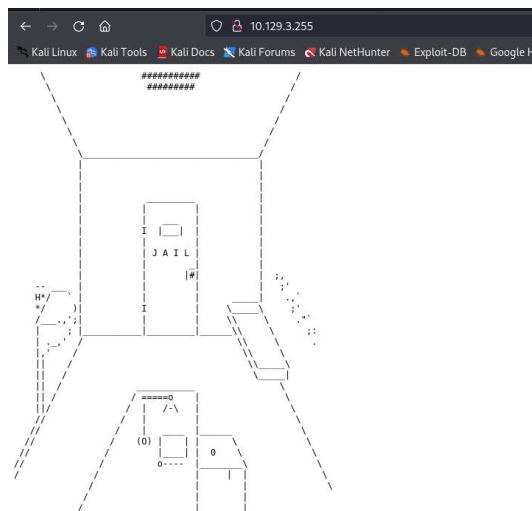 10.129.3.255
Kali Linux Kali Tools Kali Docs Kali Forums Kali NetHunter Exploit-DB Google H
J A I L